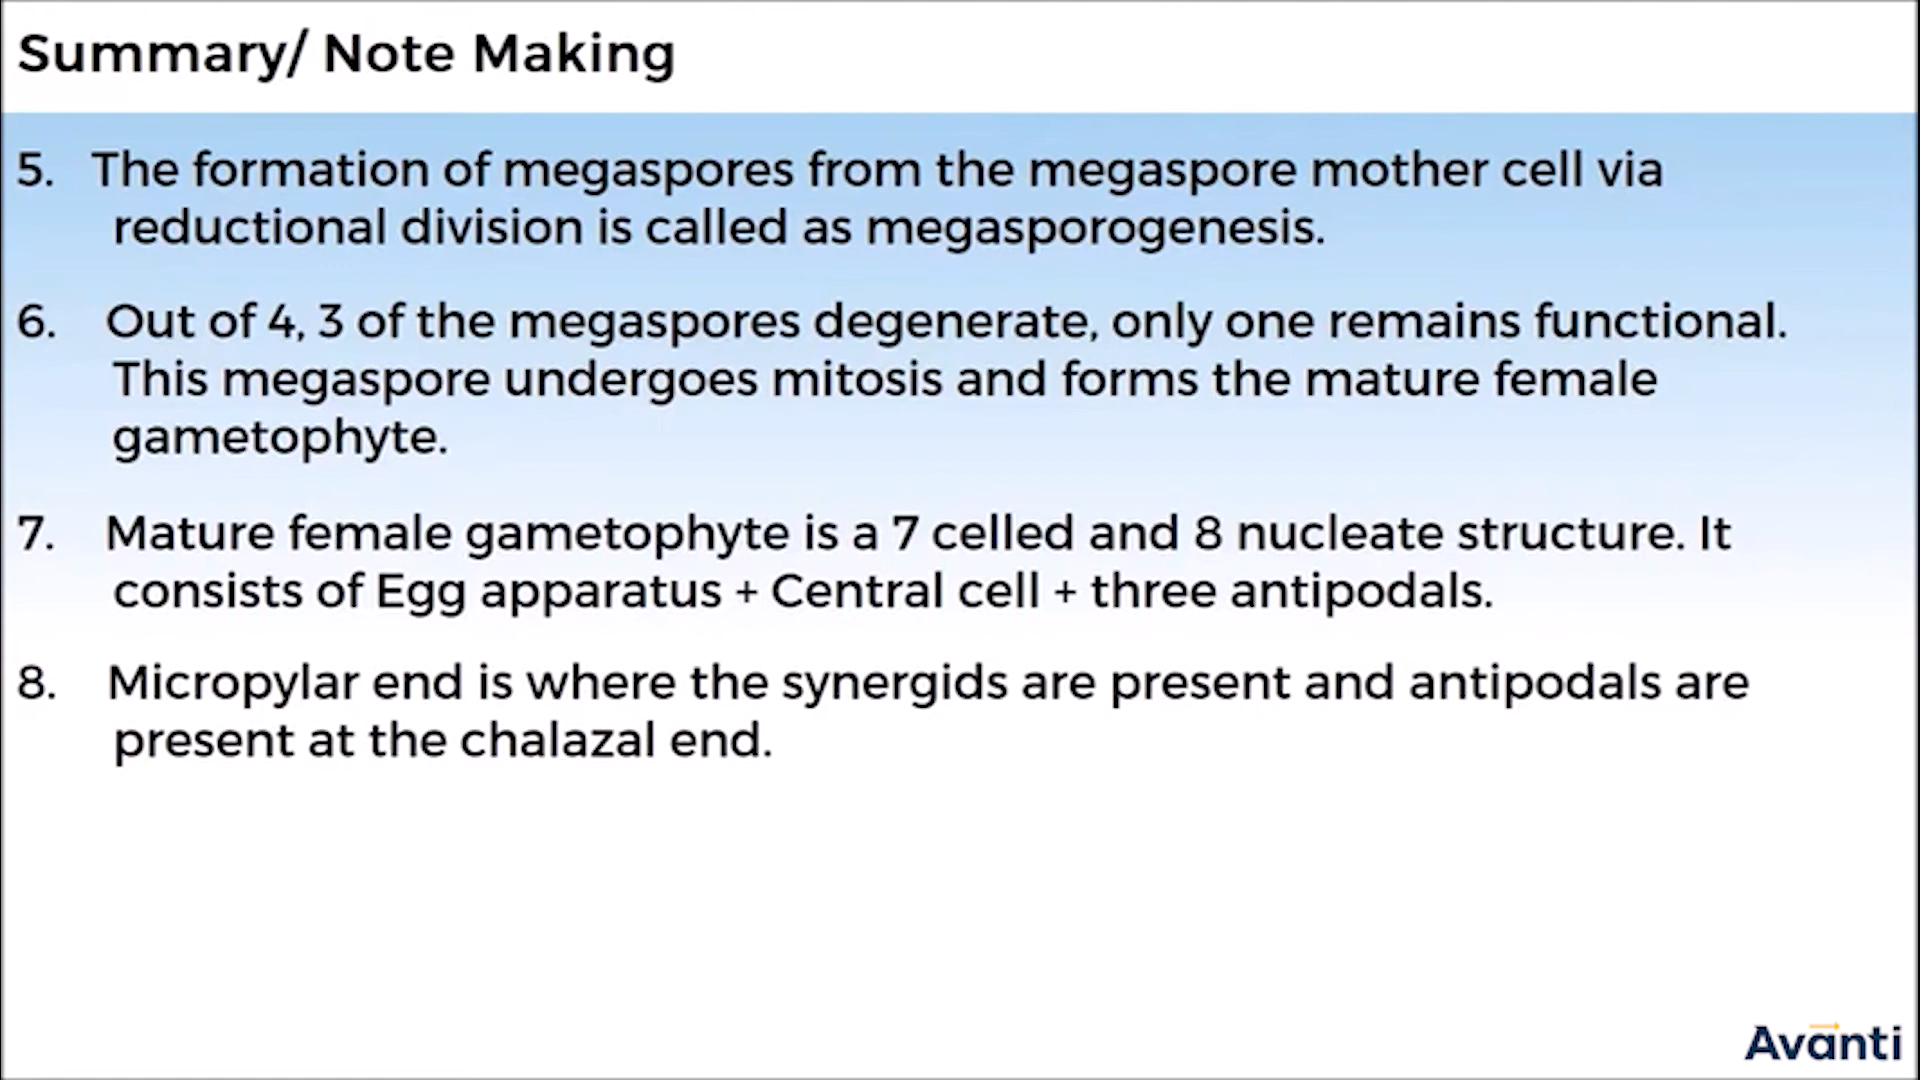 Summary/ Note Making
5. The formation of megaspores from the megaspore mother cell via
reductional division is called as megasporogenesis.
6. Out of 4, 3 of the megaspores degenerate, only one remains functional.
This megaspore undergoes mitosis and forms the mature female
gametophyte.
7. Mature female gametophyte is a 7 celled and 8 nucleate structure. It
consists of Egg apparatus + Central cell + three antipodals.
8. Micropylar end is where the synergids are present and antipodals are
present at the chalazal end.
Avanti